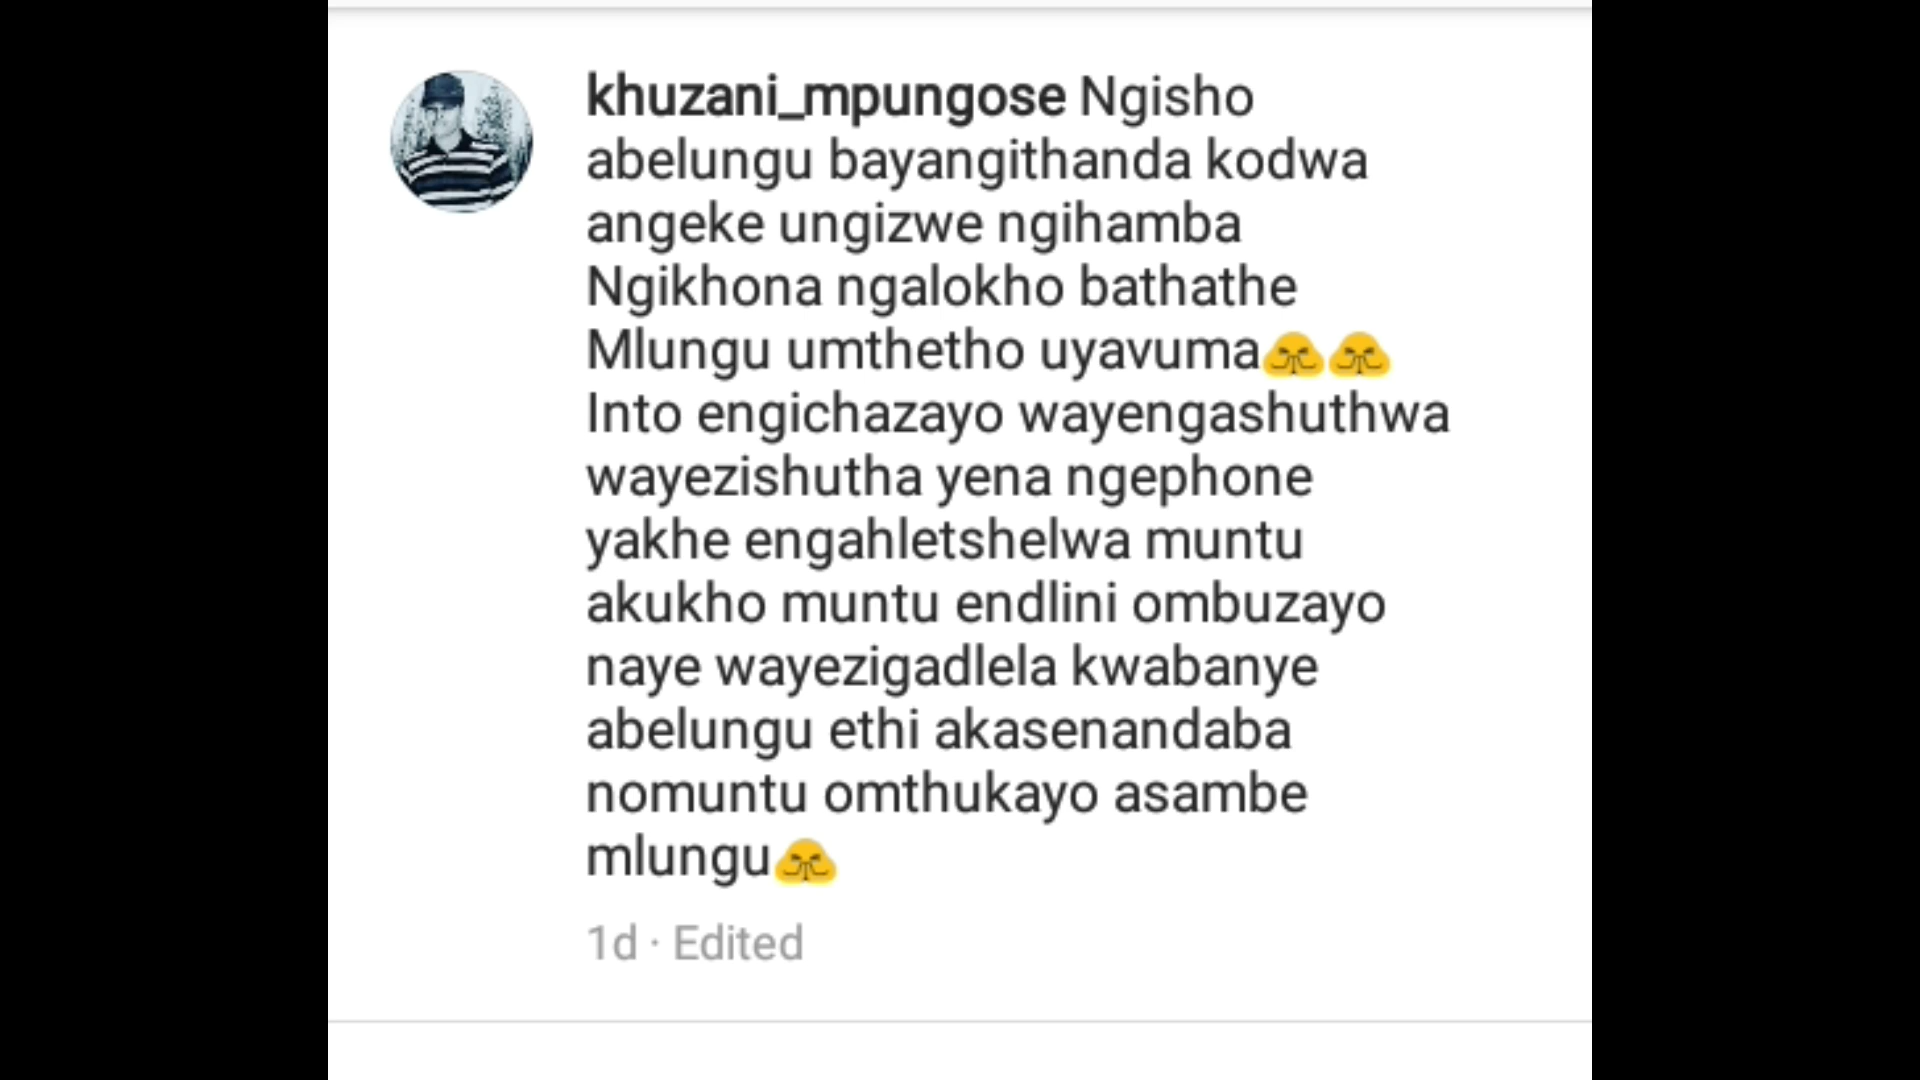 khuzani_mpungose Ngisho
abelungu bayangithanda kodwa
angeke ungizwe ngihamba
Ngikhona ngalokho bathathe
Mlungu umthetho uyavuma🙏🙏
Into engichazayo wayengashuthwa
wayezishutha yena ngephone
yakhe engahletshelwa muntu
akukho muntu endlini ombuzayo
naye wayezigadlela kwabanye
abelungu ethi akasenandaba
nomuntu omthukayo asambe
mlungu🙏
1d · Edited